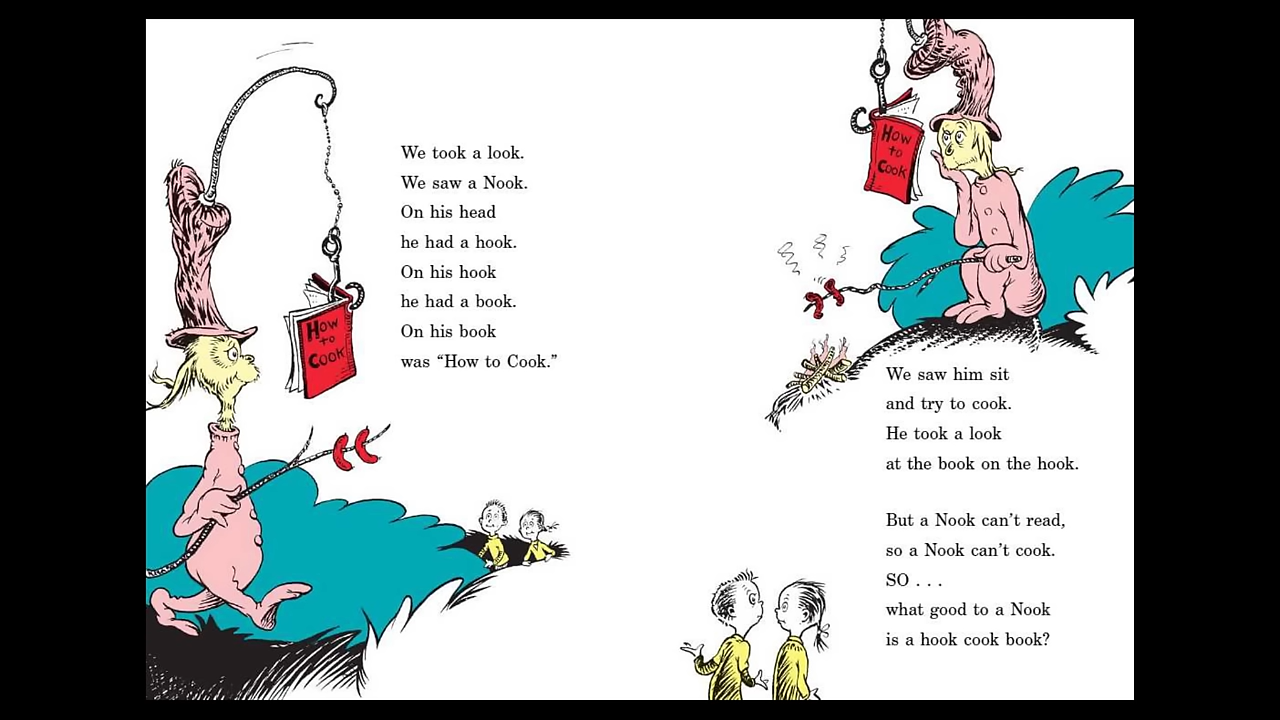 We took a look.
We saw a Nook.
On his head
he had a hook.
On his hook
he had a book.
On his book
was “How to Cook.”
How
to
Cook
How
to
Cook
We saw him sit
and try to cook.
He took a look
at the book on the hook.
But a Nook can’t read,
so a Nook can’t cook.
SO . . .
what good to a Nook
is a hook cook book?